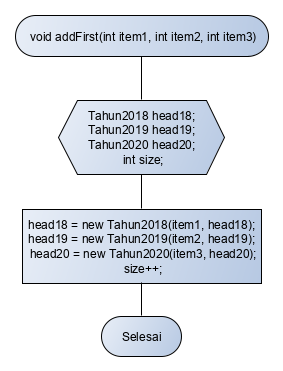 void addFirst(int item1, int item2, int item3)
Tahun2018 head18;
Tahun2019 head19;
Tahun2020 head20;
int size;
head18 = new Tahun2018(item1, head18);
head19 = new Tahun2019(item2, head19);
head20 = new Tahun2020(item3, head20);
size++;
Selesai